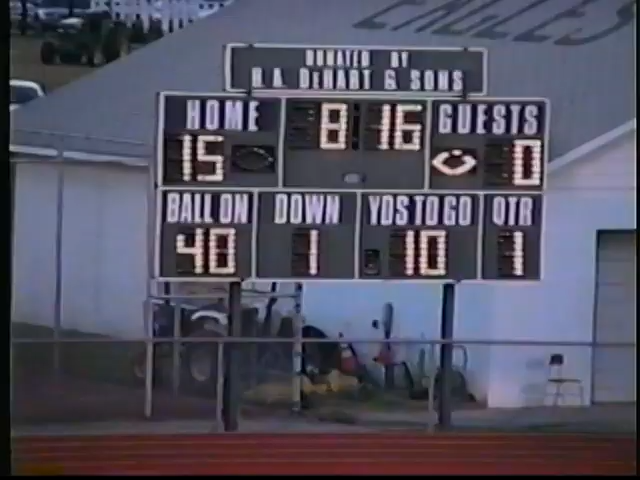 EAGLES
DONATED BY
H.A. DeHART & SONS
HOME 8:16 GUESTS
15 0
BALL ON DOWN YDS TO GO QTR
40 1 10 1